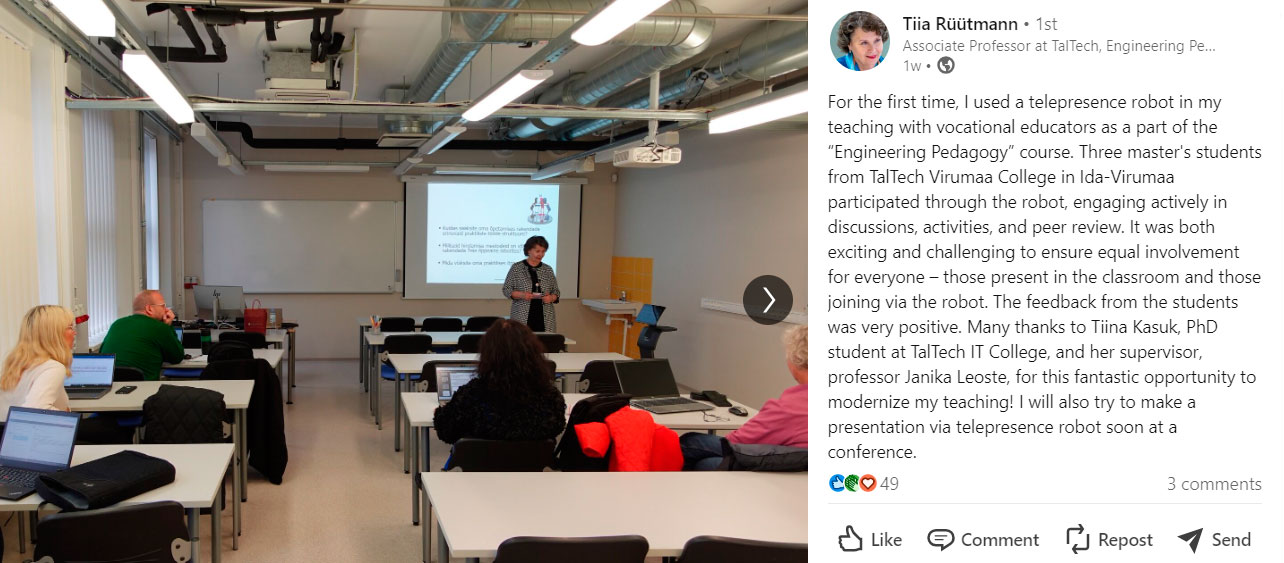 Tiia Rüütmann • 1st
Associate Professor at TalTech, Engineering Pe...
1w •
For the first time, I used a telepresence robot in my
teaching with vocational educators as a part of the
“Engineering Pedagogy” course. Three master's students
from TalTech Virumaa College in Ida-Virumaa
participated through the robot, engaging actively in
discussions, activities, and peer review. It was both
exciting and challenging to ensure equal involvement
for everyone – those present in the classroom and those
joining via the robot. The feedback from the students
was very positive. Many thanks to Tiina Kasuk, PhD
student at TalTech IT College, and her supervisor,
professor Janika Leoste, for this fantastic opportunity to
modernize my teaching! I will also try to make a
presentation via telepresence robot soon at a
conference.
49
3 comments
Like
Comment
Repost
Send